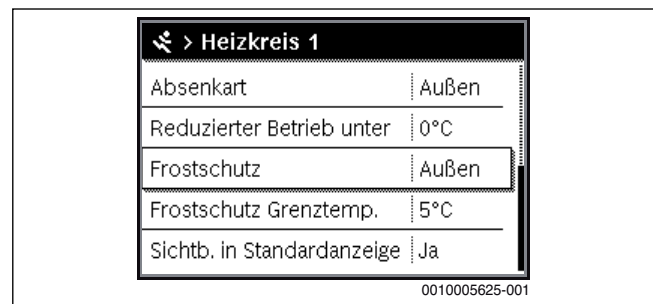 > Heizkreis 1
Absenkart Außen
Reduzierter Betrieb unter 0°C
Frostschutz Außen
Frostschutz Grenztemp. 5°C
Sichtb. in Standardanzeige Ja
0010005625-001